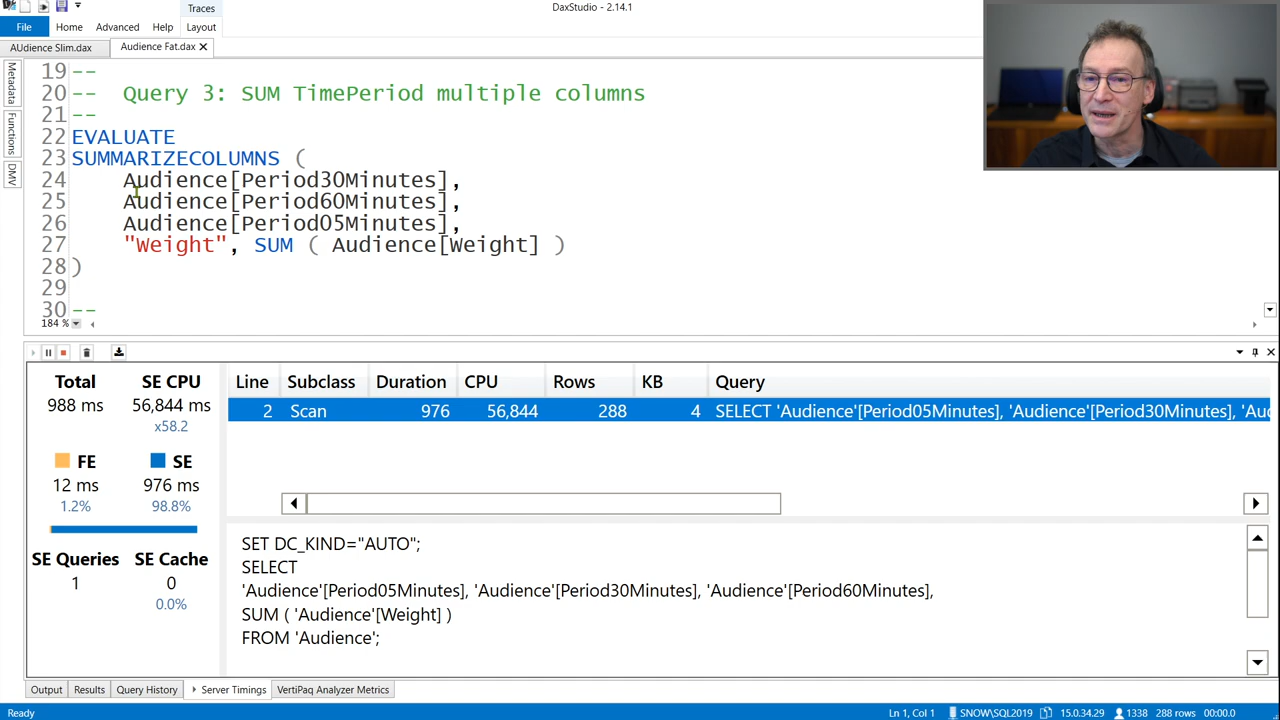 Traces
DaxStudio - 2.14.1
File Home Advanced Help Layout
AUdience Slim.dax Audience Fat.dax
Metadata
Functions
DMV
19 --
20 -- Query 3: SUM TimePeriod multiple columns
21 --
22 EVALUATE
23 SUMMARIZECOLUMNS (
24 Audience[Period30Minutes],
25 Audience[Period60Minutes],
26 Audience[Period05Minutes],
27 "Weight", SUM ( Audience[Weight] )
28 )
29
30 --
184 %
Total SE CPU
988 ms 56,844 ms
x58.2
FE SE
12 ms 976 ms
1.2% 98.8%
SE Queries SE Cache
1 0
0.0%
Line Subclass Duration CPU Rows KB Query
2 Scan 976 56,844 288 4 SELECT 'Audience'[Period05Minutes], 'Audience'[Period30Minutes], 'Auc
SET DC_KIND="AUTO";
SELECT
'Audience'[Period05Minutes], 'Audience'[Period30Minutes], 'Audience'[Period60Minutes],
SUM ( 'Audience'[Weight] )
FROM 'Audience';
Output Results Query History Server Timings VertiPaq Analyzer Metrics
Ready Ln 1, Col 1 SNOW\SQL2019 15.0.34.29 1338 288 rows 00:00.0